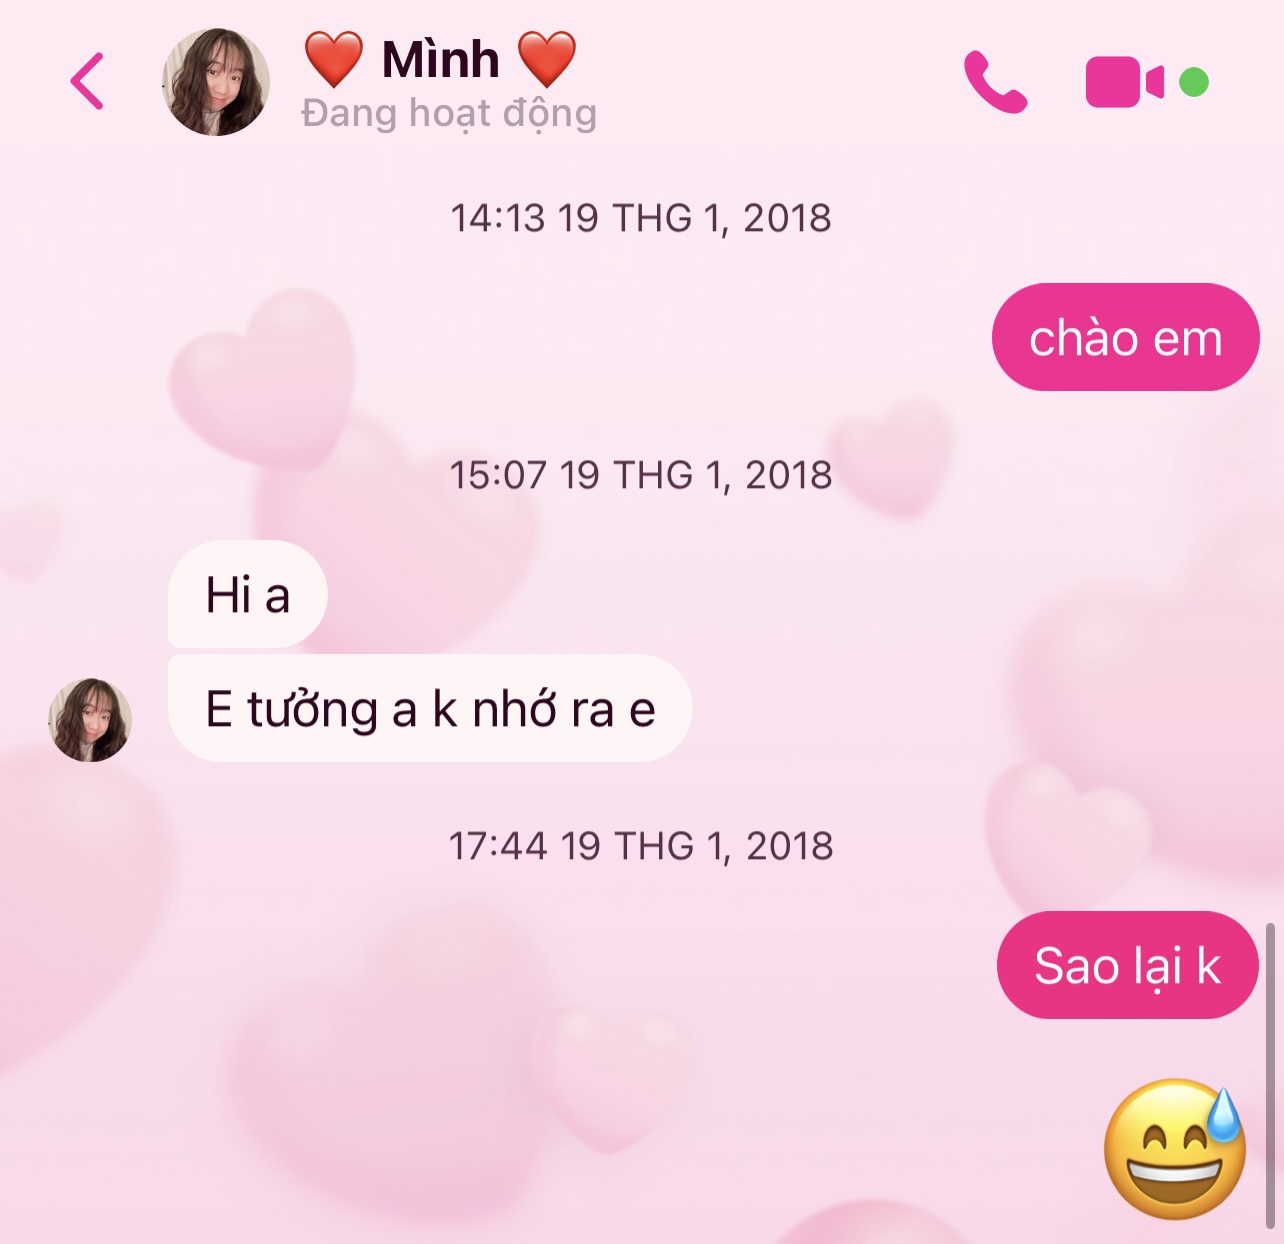 ❤️ Mình ❤️
Đang hoạt động
14:13 19 THG 1, 2018
chào em
15:07 19 THG 1, 2018
Hi a
E tưởng a k nhớ ra e
17:44 19 THG 1, 2018
Sao lại k
😅